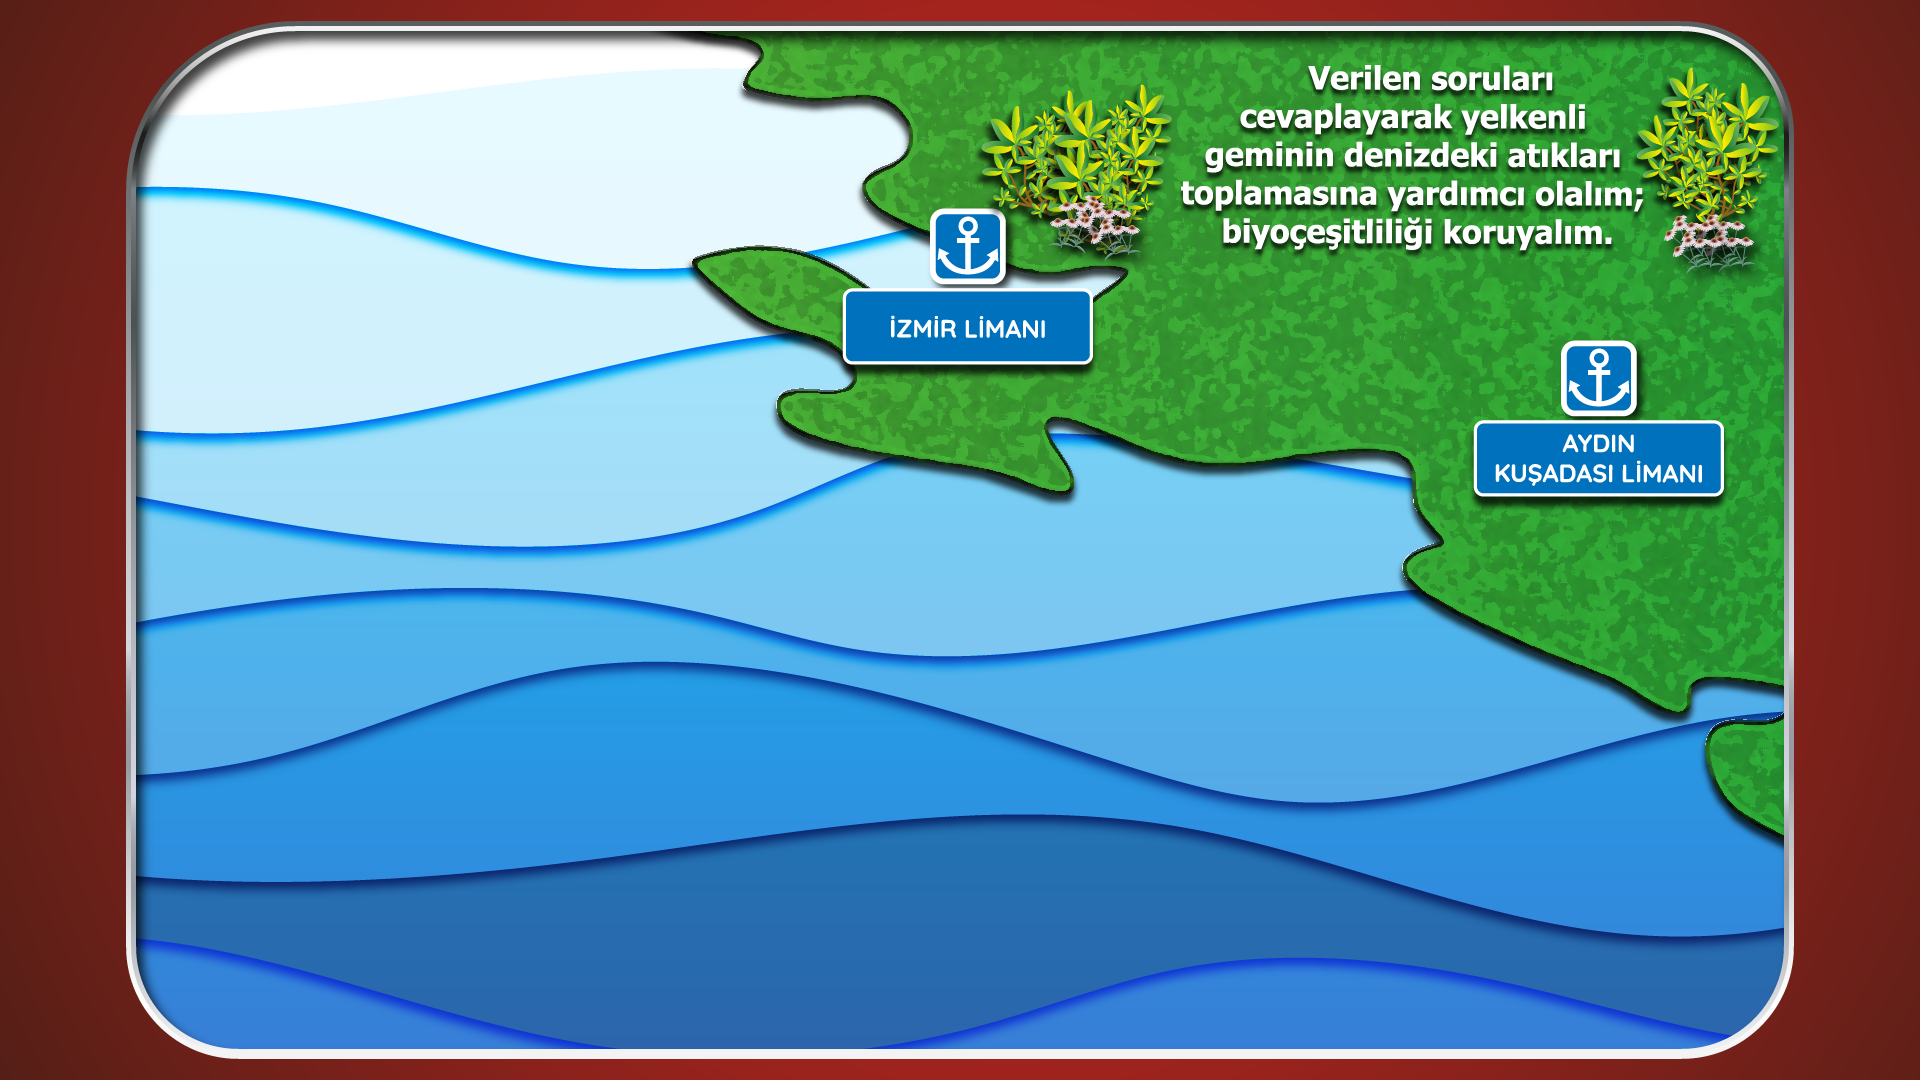 Verilen soruları
cevaplayarak yelkenli
geminin denizdeki atıkları
toplamasına yardımcı olalım;
biyoçeşitliliği koruyalım.
İZMİR LİMANI
AYDIN
KUŞADASI LİMANI